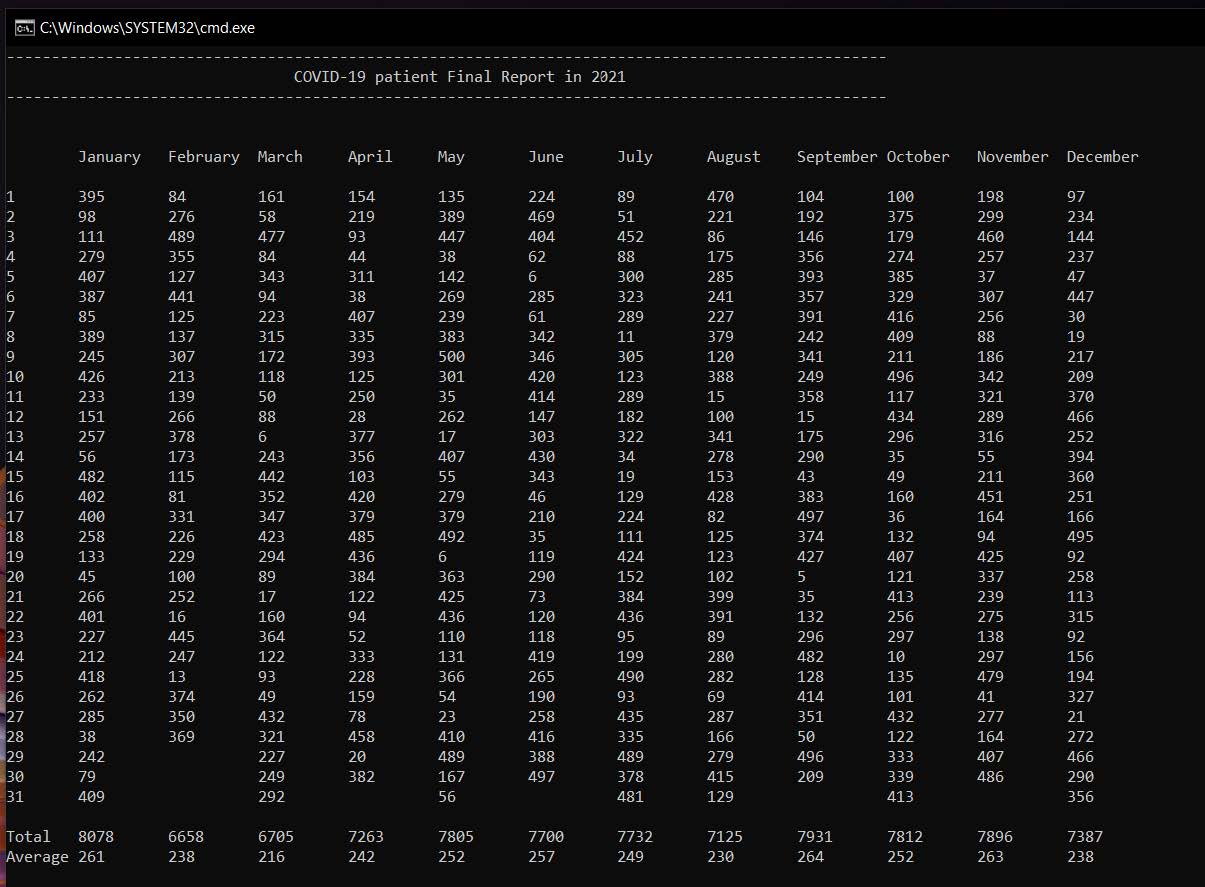 C:\Windows\SYSTEM32\cmd.exe
--------------------------------------------------------------------------------------------------
COVID-19 patient Final Report in 2021
--------------------------------------------------------------------------------------------------
January February March April May June July August September October November December
1 395 84 161 154 135 224 89 470 104 100 198 97
2 98 276 58 219 389 469 51 221 192 375 299 234
3 111 489 477 93 447 404 452 86 146 179 460 144
4 279 355 84 44 38 62 88 175 356 274 257 237
5 407 127 343 311 142 6 300 285 393 385 37 47
6 387 441 94 38 269 285 323 241 357 329 307 447
7 85 125 223 407 239 61 289 227 391 416 256 30
8 389 137 315 335 383 342 11 379 242 409 88 19
9 245 307 172 393 500 346 305 120 341 211 186 217
10 426 213 118 125 301 420 123 388 249 496 342 209
11 233 139 50 250 35 414 289 15 358 117 321 370
12 151 266 88 28 262 147 182 100 15 434 289 466
13 257 378 6 377 17 303 322 341 175 296 316 252
14 56 173 243 356 407 430 34 278 290 35 55 394
15 482 115 442 103 55 343 19 153 43 49 211 360
16 402 81 352 420 279 46 129 428 383 160 451 251
17 400 331 347 379 379 210 224 82 497 36 164 166
18 258 226 423 485 492 35 111 125 374 132 94 495
19 133 229 294 436 6 119 424 123 427 407 425 92
20 45 100 89 384 363 290 152 102 5 121 337 258
21 266 252 17 122 425 73 384 399 35 413 239 113
22 401 16 160 94 436 120 436 391 132 256 275 315
23 227 445 364 52 110 118 95 89 296 297 138 92
24 212 247 122 333 131 419 199 280 482 10 297 156
25 418 13 93 228 366 265 490 282 128 135 479 194
26 262 374 49 159 54 190 93 69 414 101 41 327
27 285 350 432 78 23 258 435 287 351 432 277 21
28 38 369 321 458 410 416 335 166 50 122 164 272
29 242 227 20 489 388 489 279 496 333 407 466
30 79 249 382 167 497 378 415 209 339 486 290
31 409 292 56 481 129 413 356
Total 8078 6658 6705 7263 7805 7700 7732 7125 7931 7812 7896 7387
Average 261 238 216 242 252 257 249 230 264 252 263 238